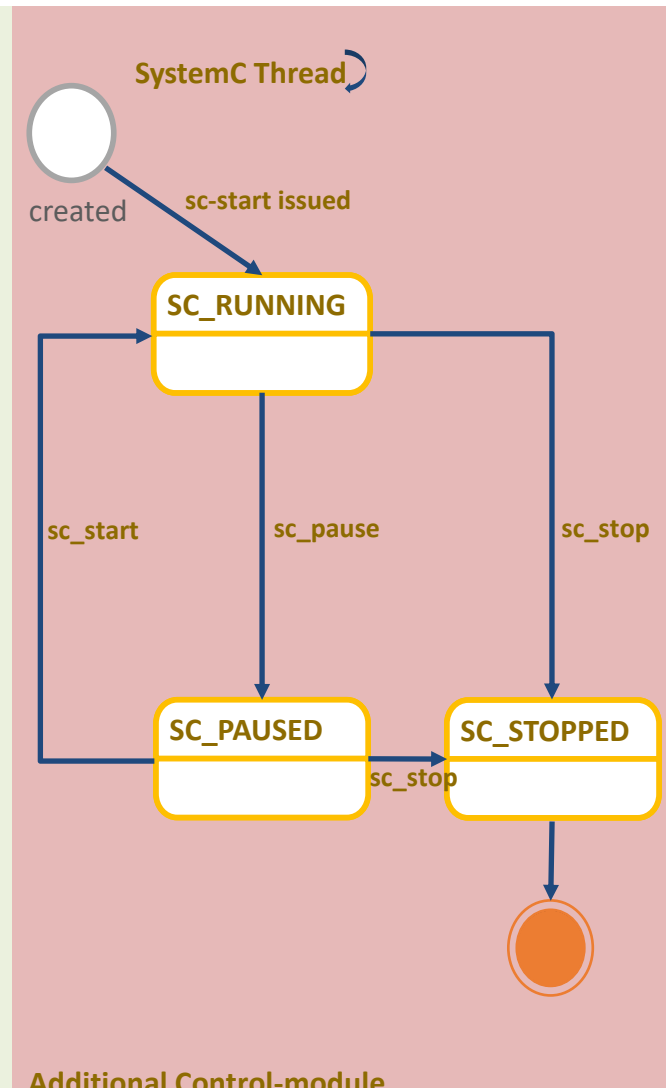 SystemC Thread
created
sc-start issued
SC_RUNNING
sc_start
sc_pause
sc_stop
SC_PAUSED
SC_STOPPED
sc_stop
Additional Control-module